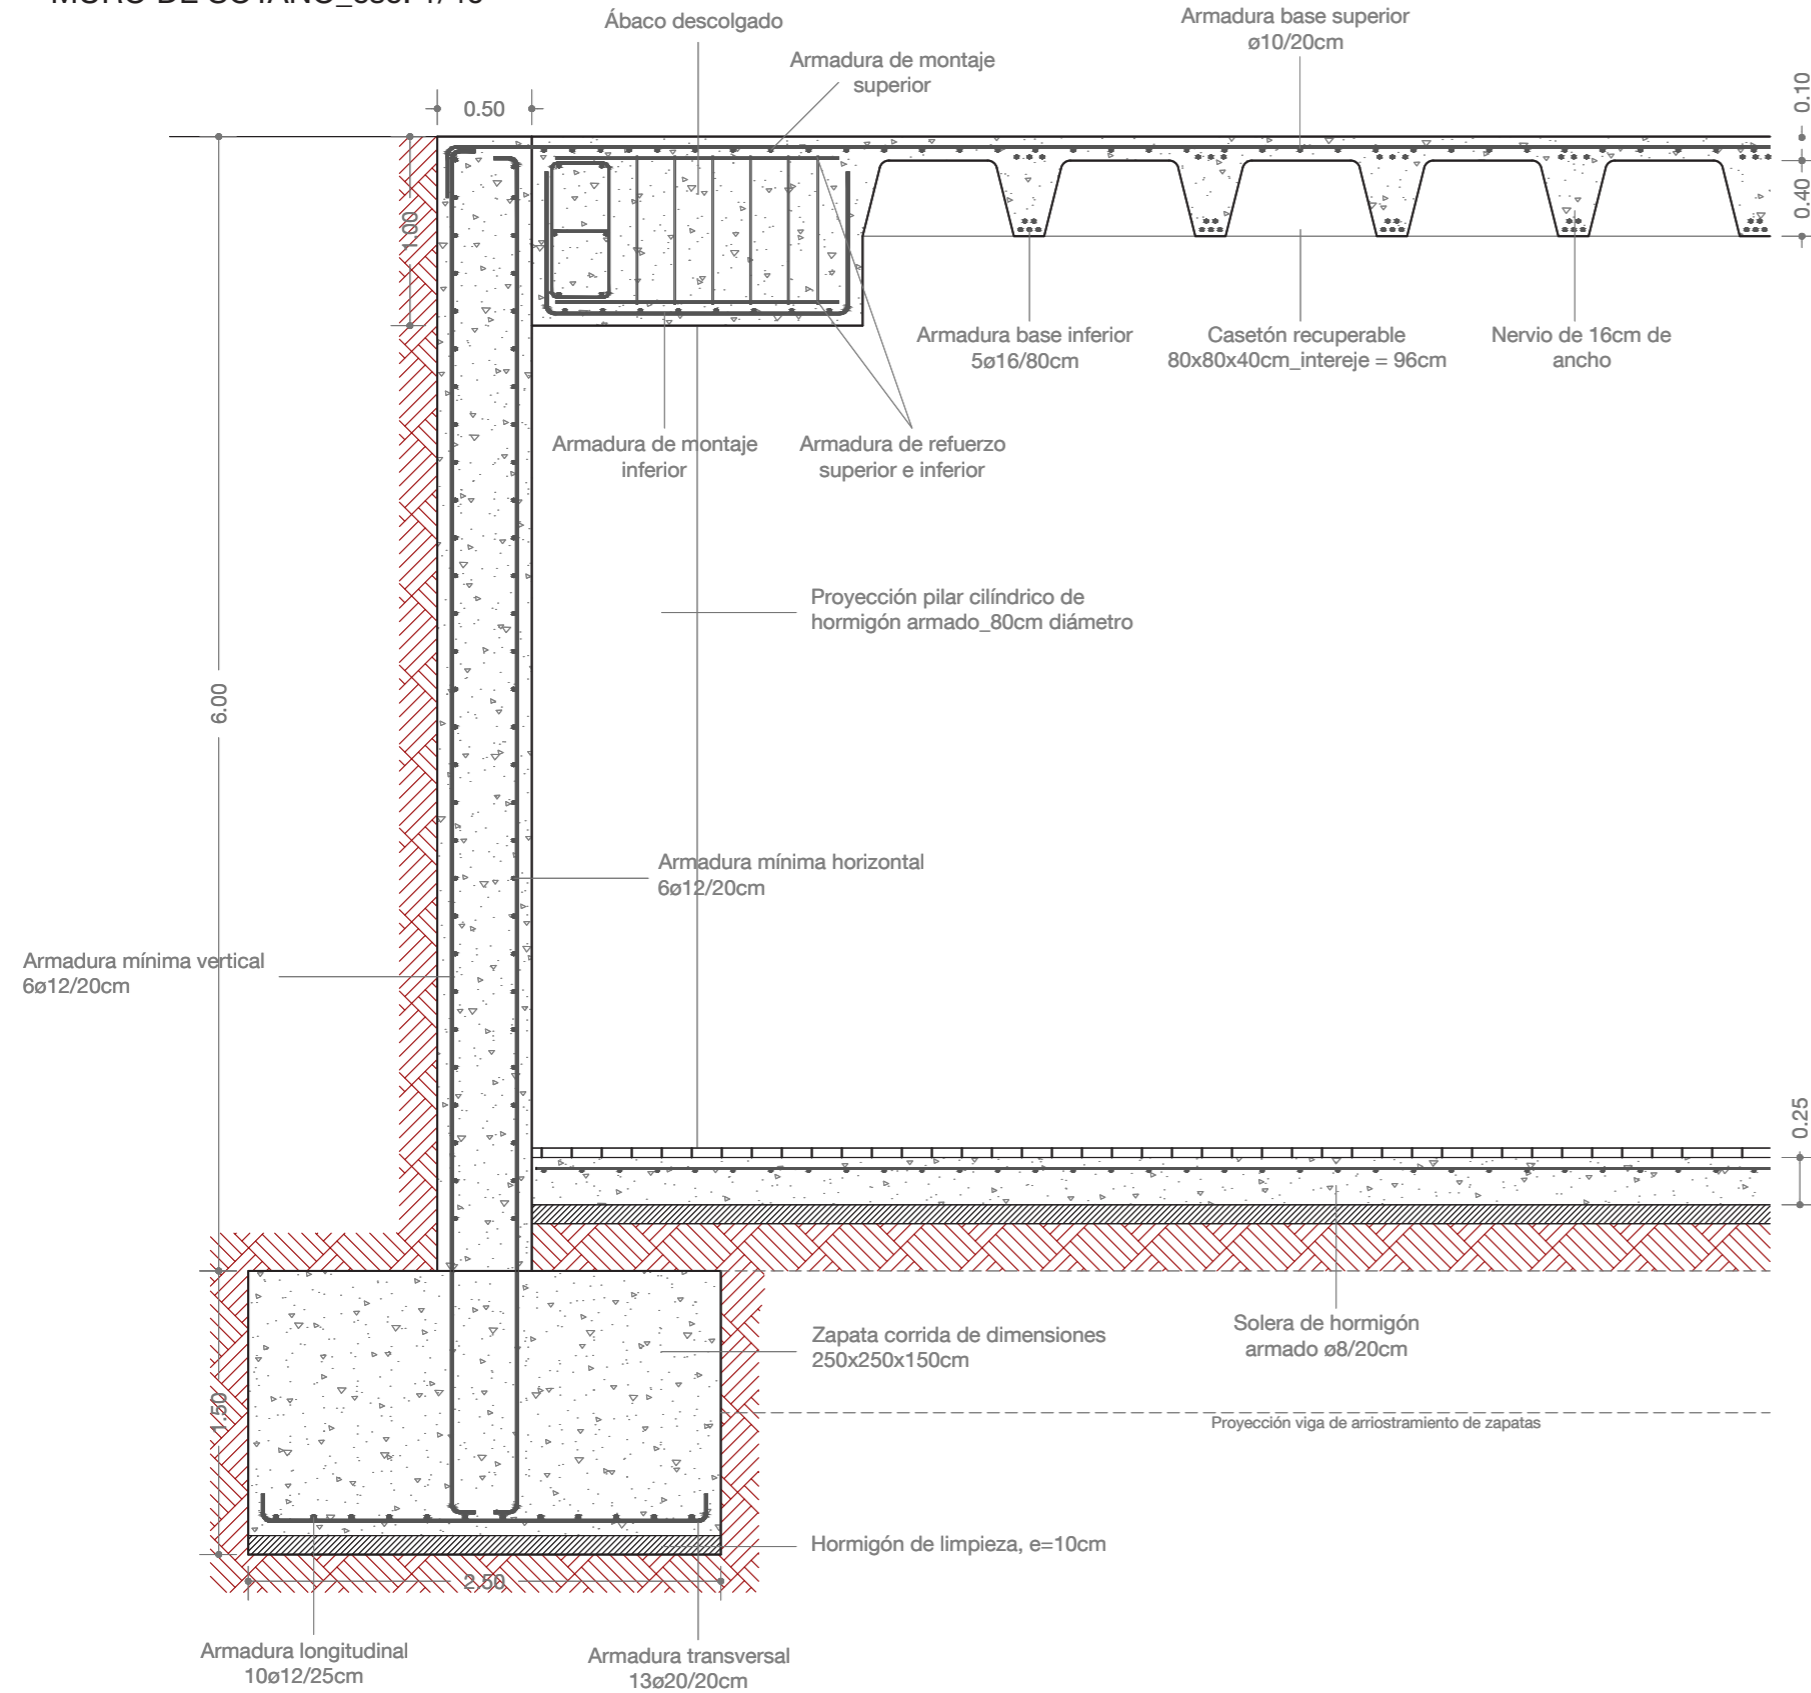 Ábaco descolgado
Armadura base superior
ø10/20cm
Armadura de montaje
superior
0.50
0.10
0.40
1.00
Armadura base inferior
5ø16/80cm
Casetón recuperable
80x80x40cm_intereje = 96cm
Nervio de 16cm de
ancho
Armadura de montaje
inferior
Armadura de refuerzo
superior e inferior
Proyección pilar cilíndrico de
hormigón armado_80cm diámetro
6.00
Armadura mínima horizontal
6ø12/20cm
Armadura mínima vertical
6ø12/20cm
0.25
Zapata corrida de dimensiones
250x250x150cm
Solera de hormigón
armado ø8/20cm
1.50
Proyección viga de arriostramiento de zapatas
Hormigón de limpieza, e=10cm
2.50
Armadura longitudinal
10ø12/25cm
Armadura transversal
13ø20/20cm